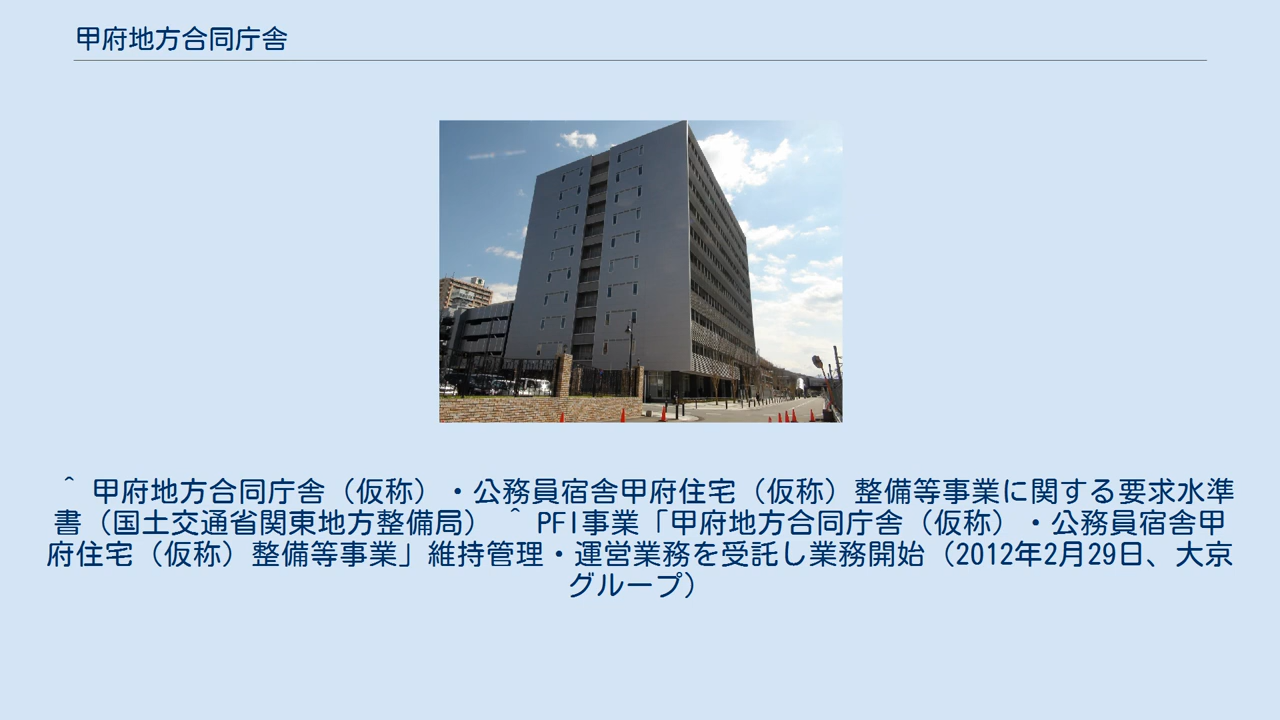 甲府地方合同庁舎
^ 甲府地方合同庁舎（仮称）・公務員宿舎甲府住宅（仮称）整備等事業に関する要求水準
書（国土交通省関東地方整備局） ^ PFI事業「甲府地方合同庁舎（仮称）・公務員宿舎甲
府住宅（仮称）整備等事業」維持管理・運営業務を受託し業務開始（2012年2月29日、大京
グループ）